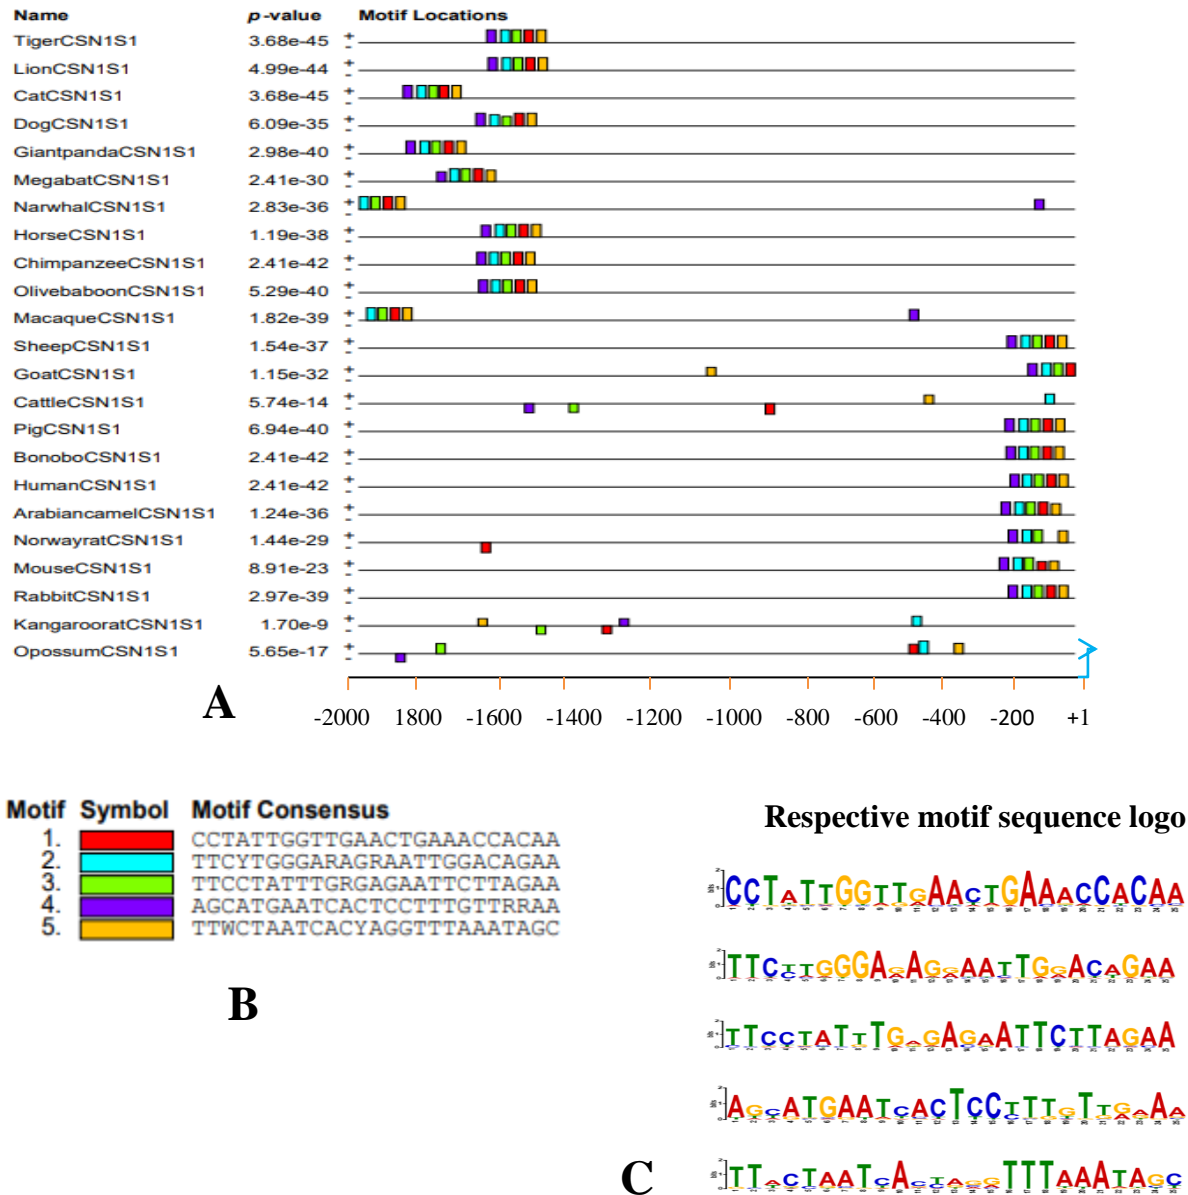 Name p-value Motif Locations
TigerCSN1S1 3.68e-45 + -
LionCSN1S1 4.99e-44 + -
CatCSN1S1 3.68e-45 + -
DogCSN1S1 6.09e-35 + -
GiantpandaCSN1S1 2.98e-40 + -
MegabatCSN1S1 2.41e-30 + -
NarwhalCSN1S1 2.83e-36 + -
HorseCSN1S1 1.19e-38 + -
ChimpanzeeCSN1S1 2.41e-42 + -
OlivebaboonCSN1S1 5.29e-40 + -
MacaqueCSN1S1 1.82e-39 + -
SheepCSN1S1 1.54e-37 + -
GoatCSN1S1 1.15e-32 + -
CattleCSN1S1 5.74e-14 + -
PigCSN1S1 6.94e-40 + -
BonoboCSN1S1 2.41e-42 + -
HumanCSN1S1 2.41e-42 + -
ArabiancamelCSN1S1 1.24e-36 + -
NorwayratCSN1S1 1.44e-29 + -
MouseCSN1S1 8.91e-23 + -
RabbitCSN1S1 2.97e-39 + -
KangarooratCSN1S1 1.70e-9 + -
OpossumCSN1S1 5.65e-17 + -
A
-2000 1800 -1600 -1400 -1200 -1000 -800 -600 -400 -200 +1
Motif Symbol Motif Consensus
1. CCTATTGGTTGAACTGAAACCACAA
2. TTCYTGGGARAGRAATTGGACAGAA
3. TTCCTATTTGRGAGAATTCTTAGAA
4. AGCATGAATCACTCCTTTGTTRRAA
5. TTWCTAATCACYAGGTTTAAATAGC
B
Respective motif sequence logo
CCTATTGGTTGAACTGAAACCACAA
TTCTTGGGAGAGGAATTGGACAGAA
TTCCTATTTGAGAGAATTCTTAGAA
AGCATGAATCACTCCTTTGTTGAAA
TTACTAATCACTAGGTTTAAATAGC
C